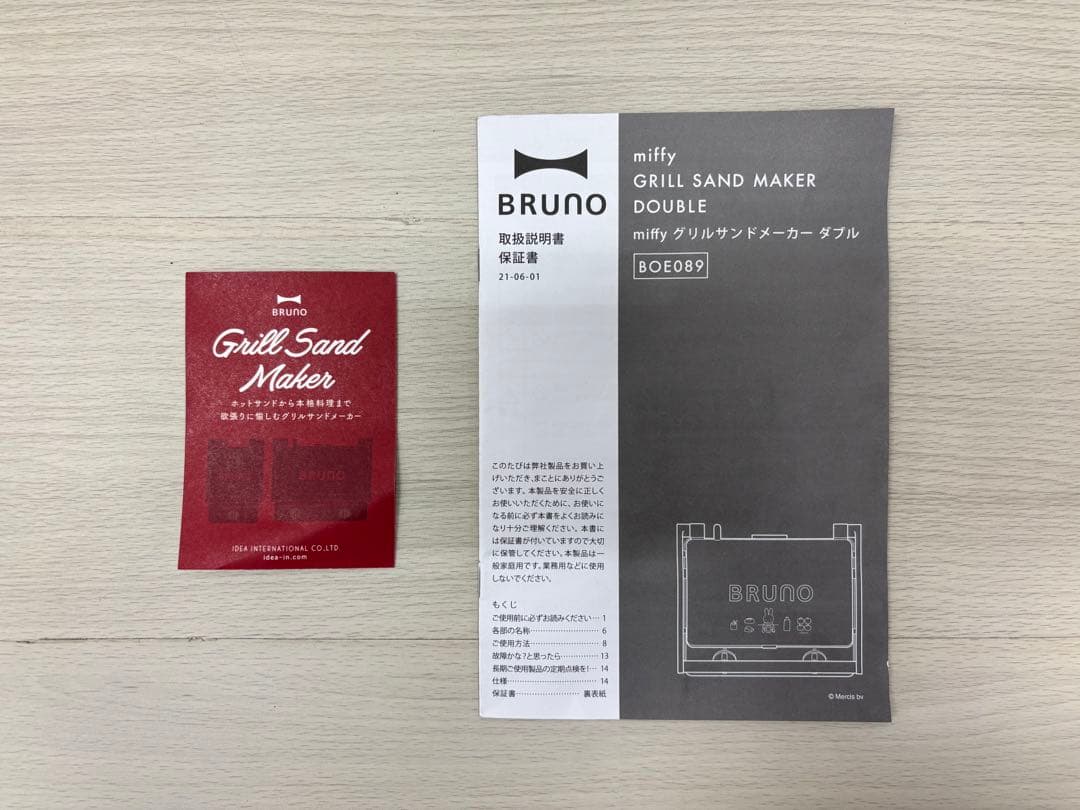 BRUNO
Grill Sand
Maker
ホットサンドから本格料理まで
欲張りに愉しむグリルサンドメーカー
BRUNO
IDEA INTERNATIONAL CO.,LTD
idea-in.com
BRUNO
取扱説明書
保証書
21-06-01
このたびは弊社製品をお買い上
げいただき、まことにありがとうご
ざいます。本製品を安全に正しく
お使いいただくために、お使いに
なる前に必ず本書をよくお読みに
なり十分ご理解ください。本書に
は保証書が付いていますので大切
に保管してください。本製品は一
般家庭用です。業務用などに使用
しないでください。
もくじ
ご使用前に必ずお読みください… 1
各部の名称………………………… 6
ご使用方法………………………… 8
故障かな？と思ったら…………… 13
長期ご使用製品の定期点検を!… 14
仕様………………………………… 14
保証書………………………… 裏表紙
miffy
GRILL SAND MAKER
DOUBLE
miffy グリルサンドメーカー ダブル
BOE089
BRUNO
© Mercis bv